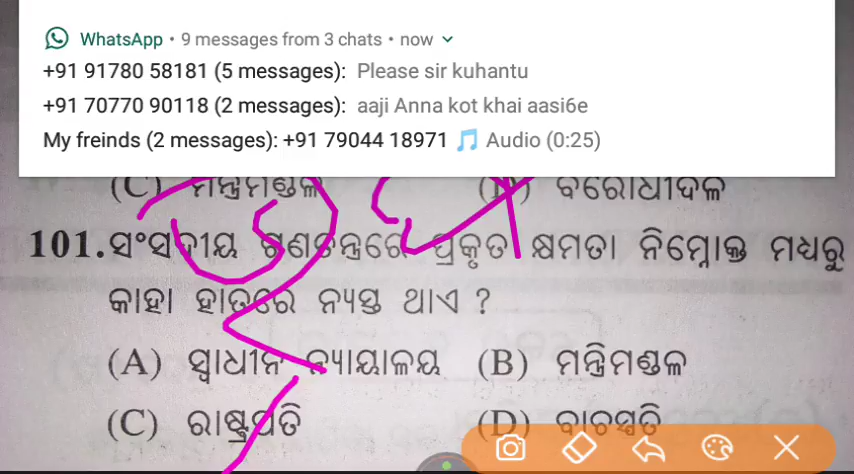 WhatsApp • 9 messages from 3 chats • now
+91 91780 58181 (5 messages): Please sir kuhantu
+91 70770 90118 (2 messages): aaji Anna kot khai aasi6e
My freinds (2 messages): +91 79044 18971 🎵 Audio (0:25)
(C) ମନ୍ତ୍ରିମଣ୍ଡଳ (D) ବିରୋଧୀଦଳ
101. ସଂସଦୀୟ ଗଣତନ୍ତ୍ରରେ ପ୍ରକୃତ କ୍ଷମତା ନିମ୍ନୋକ୍ତ ମଧ୍ୟରୁ
କାହା ହାତରେ ନ୍ୟସ୍ତ ଥାଏ ?
(A) ସ୍ୱାଧୀନ ନ୍ୟାୟାଳୟ (B) ମନ୍ତ୍ରିମଣ୍ଡଳ
(C) ରାଷ୍ଟ୍ରପତି (D) ବାଚସ୍ପତି